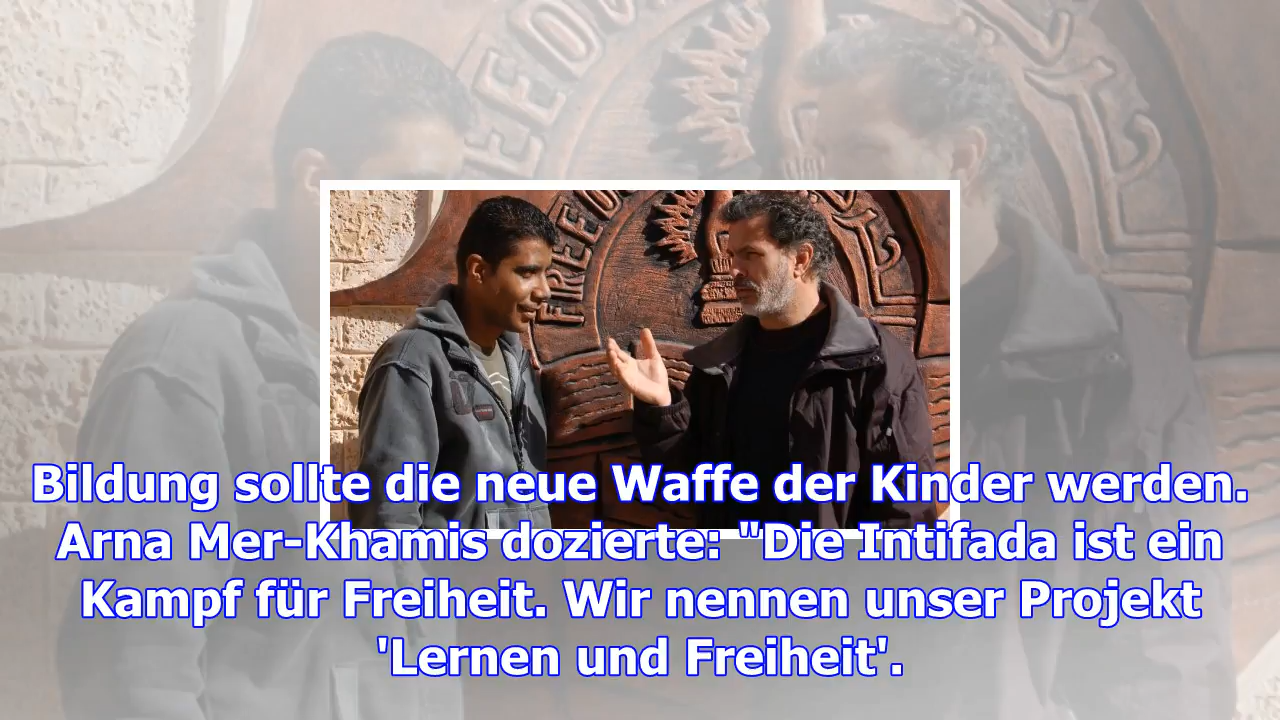 FREEDO
Bildung sollte die neue Waffe der Kinder werden.
Arna Mer-Khamis dozierte: "Die Intifada ist ein
Kampf für Freiheit. Wir nennen unser Projekt
'Lernen und Freiheit'.